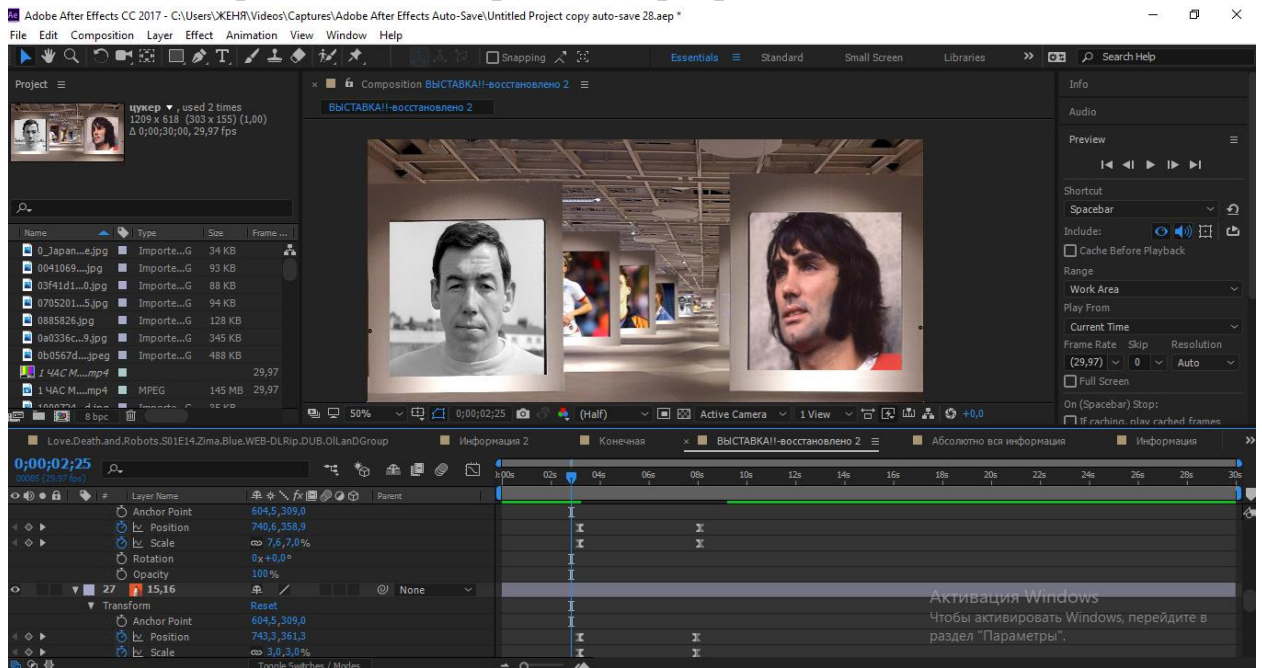 Adobe After Effects CC 2017 - C:\Users\ЖЕНЯ\Videos\Captures\Adobe After Effects Auto-Save\Untitled Project copy auto-save 28.aep *
File Edit Composition Layer Effect Animation View Window Help
Snapping Essentials Standard Small Screen Libraries Search Help
Project
цукер , used 2 times
1209 x 618 (303 x 155) (1,00)
Δ 0;00;30;00, 29,97 fps
Name Type Size Frame ...
0_Japan...e.jpg Importe...G 34 KB
0041069....jpg Importe...G 93 KB
03f41d1...0.jpg Importe...G 88 KB
0705201...5.jpg Importe...G 94 KB
0885826.jpg Importe...G 128 KB
0a0336c...9.jpg Importe...G 345 KB
0b0567d....jpeg Importe...G 488 KB
1 ЧАС М....mp4 29,97
1 ЧАС М....mp4 MPEG 145 MB 29,97
8 bpc
Composition ВЫСТАВКА!!-восстановлено 2
ВЫСТАВКА!!-восстановлено 2
50% 0;00;02;25 (Half) Active Camera 1 View +0,0
Info
Audio
Preview
Shortcut
Spacebar
Include:
Cache Before Playback
Range
Work Area
Play From
Current Time
Frame Rate Skip Resolution
(29,97) 0 Auto
Full Screen
On (Spacebar) Stop:
If caching, play cached frames
Love.Death.and.Robots.S01E14.Zima.Blue.WEB-DLRip.DUB.OlLanDGroup Информация 2 Конечная ВЫСТАВКА!!-восстановлено 2 Абсолютно вся информация Информация
0;00;02;25
00085 (29.97 fps)
02s 04s 06s 08s 10s 12s 14s 16s 18s 20s 22s 24s 26s 28s 30s
# Layer Name Parent
Anchor Point 604,5,309,0
Position 740,6,358,9
Scale 7,6,7,0%
Rotation 0x+0,0°
Opacity 100%
27 15,16 None
Transform Reset
Anchor Point 604,5,309,0
Position 743,3,361,3
Scale 3,0,3,0%
Toggle Switches / Modes
Активация Windows
Чтобы активировать Windows, перейдите в
раздел "Параметры".